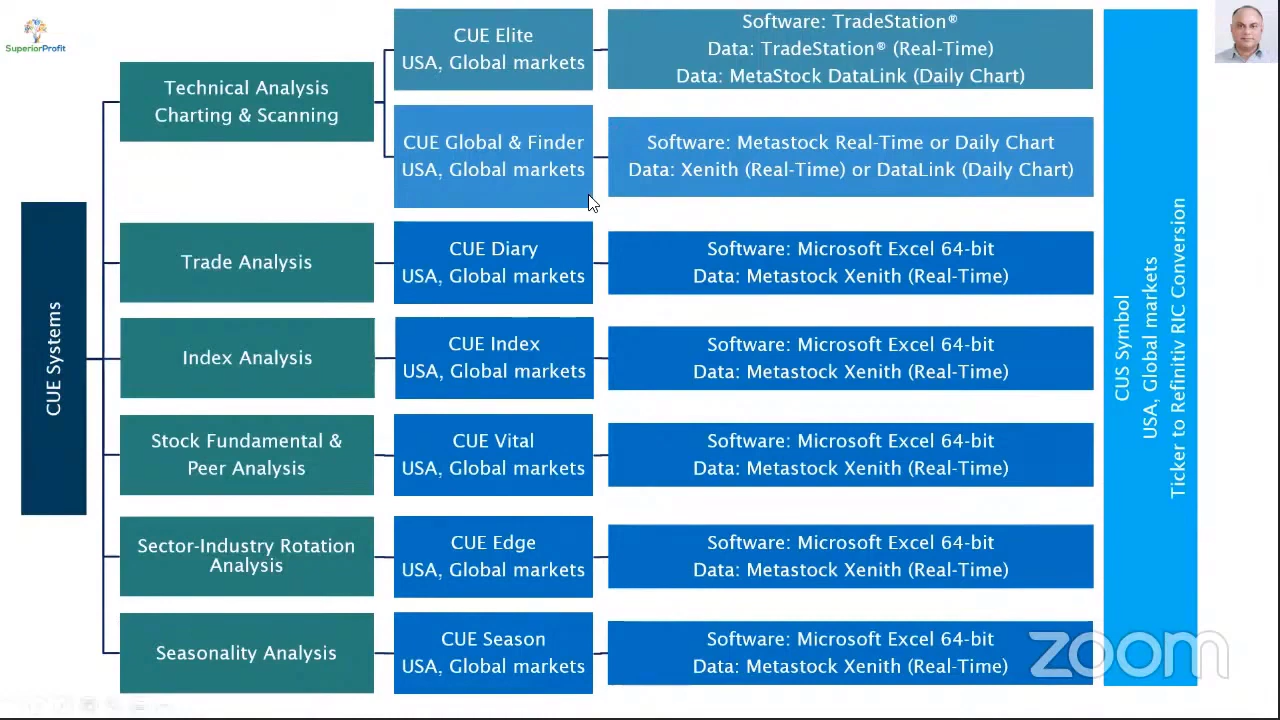 SuperiorProfit
CUE Systems
Technical Analysis
Charting & Scanning
CUE Elite
USA, Global markets
Software: TradeStation®
Data: TradeStation® (Real-Time)
Data: MetaStock DataLink (Daily Chart)
CUE Global & Finder
USA, Global markets
Software: Metastock Real-Time or Daily Chart
Data: Xenith (Real-Time) or DataLink (Daily Chart)
Trade Analysis
CUE Diary
USA, Global markets
Software: Microsoft Excel 64-bit
Data: Metastock Xenith (Real-Time)
Index Analysis
CUE Index
USA, Global markets
Software: Microsoft Excel 64-bit
Data: Metastock Xenith (Real-Time)
Stock Fundamental &
Peer Analysis
CUE Vital
USA, Global markets
Software: Microsoft Excel 64-bit
Data: Metastock Xenith (Real-Time)
Sector-Industry Rotation
Analysis
CUE Edge
USA, Global markets
Software: Microsoft Excel 64-bit
Data: Metastock Xenith (Real-Time)
Seasonality Analysis
CUE Season
USA, Global markets
Software: Microsoft Excel 64-bit
Data: Metastock Xenith (Real-Time)
CUS Symbol
USA, Global markets
Ticker to Refinitiv RIC Conversion
zoom